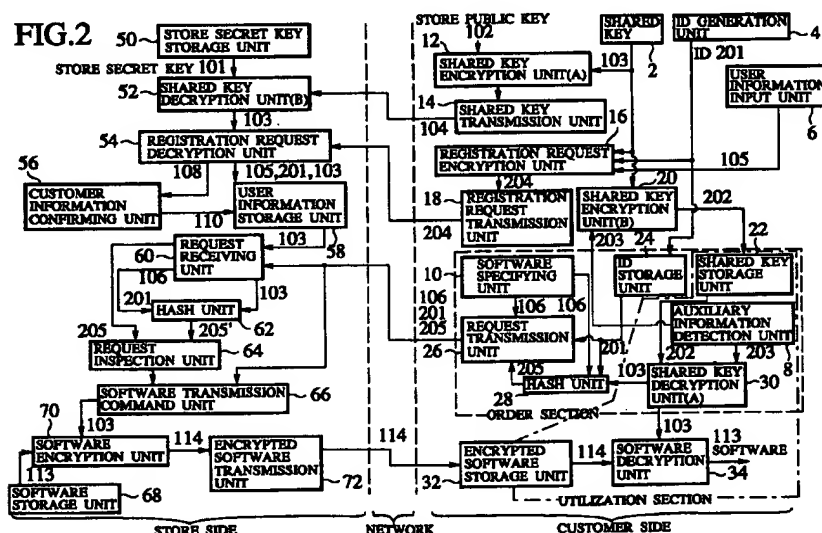 FIG.2
50
STORE SECRET KEY
STORAGE UNIT
STORE SECRET KEY 101
52
SHARED KEY
DECRYPTION UNIT(B)
103
54
REGISTRATION REQUEST
DECRYPTION UNIT
108
105,201,103
56
CUSTOMER
INFORMATION
CONFIRMING UNIT
110
USER
INFORMATION
STORAGE UNIT
58
103
60
REQUEST
RECEIVING
UNIT
106
103
201
HASH UNIT
62
205
205'
REQUEST
INSPECTION UNIT
64
SOFTWARE TRANSMISSION
COMMAND UNIT
66
70
103
SOFTWARE
ENCRYPTION UNIT
114
ENCRYPTED
SOFTWARE
TRANSMISSION
UNIT
72
114
113
SOFTWARE
STORAGE UNIT
68
STORE SIDE
NETWORK
STORE PUBLIC KEY
102
12
SHARED KEY
ENCRYPTION UNIT(A)
103
SHARED
KEY
2
ID GENERATION
UNIT
4
ID 201
USER
INFORMATION
INPUT UNIT
6
14
104
SHARED KEY
TRANSMISSION UNIT
16
REGISTRATION REQUEST
ENCRYPTION UNIT
105
204
18
204
REGISTRATION
REQUEST
TRANSMISSION
UNIT
20
SHARED KEY
ENCRYPTION
UNIT(B)
202
203
24
22
10
SOFTWARE
SPECIFYING
UNIT
ID STORAGE
UNIT
SHARED KEY
STORAGE
UNIT
106
201
205
106
106
REQUEST
TRANSMISSION
UNIT
26
AUXILIARY
INFORMATION
DETECTION UNIT
8
201
202
203
205
HASH UNIT
28
103
SHARED KEY
DECRYPTION
UNIT(A)
30
ORDER SECTION
103
ENCRYPTED
SOFTWARE
STORAGE UNIT
32
114
SOFTWARE
DECRYPTION
UNIT
34
113
SOFTWARE
UTILIZATION SECTION
CUSTOMER SIDE